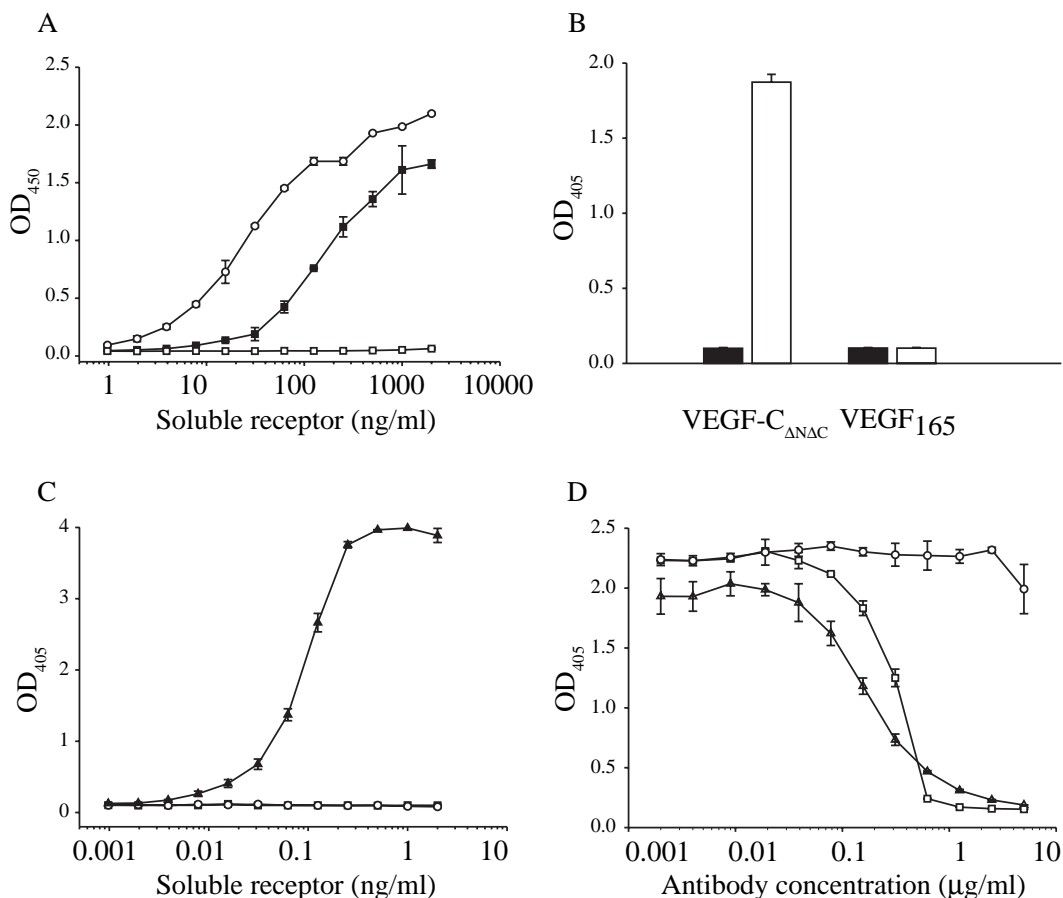 A
2.5
2.0
1.5
1.0
0.5
0.0
OD450
1 10 100 1000 10000
Soluble receptor (ng/ml)
B
2.0
1.5
1.0
0.5
0.0
OD405
VEGF-CΔNΔC VEGF165
C
4
3
2
1
0
OD405
0.001 0.01 0.1 1 10
Soluble receptor (ng/ml)
D
2.5
2.0
1.5
1.0
0.5
0.0
OD405
0.001 0.01 0.1 1 10
Antibody concentration (μg/ml)